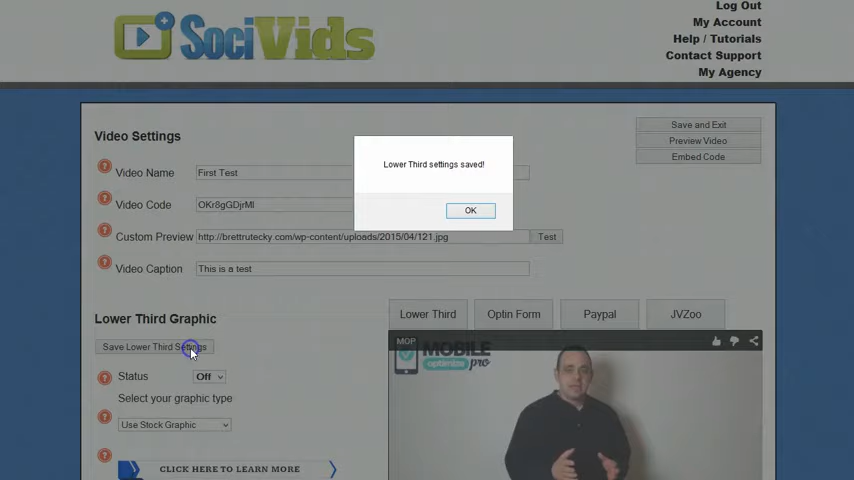 Log Out
SociVids
My Account
Help / Tutorials
Contact Support
My Agency
Video Settings
Save and Exit
Preview Video
Embed Code
Lower Third settings saved!
OK
? Video Name First Test
? Video Code OKr8gGDjrMI
? Custom Preview http://brettrutecky.com/wp-content/uploads/2015/04/121.jpg Test
? Video Caption This is a test
Lower Third Graphic
Lower Third Optin Form Paypal JVZoo
Save Lower Third Settings
MOP
MOBILE
optimizer pro
? Status Off
Select your graphic type
? Use Stock Graphic
?
CLICK HERE TO LEARN MORE